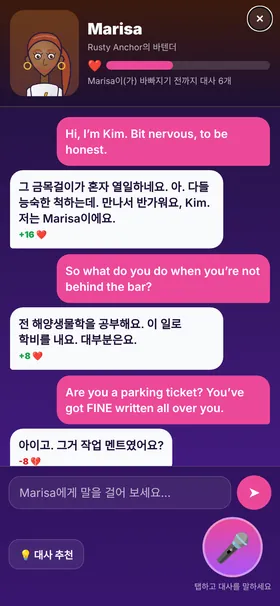 Marisa
Rusty Anchor의 바텐더
Marisa이(가) 바빠지기 전까지 대사 6개
Hi, I'm Kim. Bit nervous, to be
honest.
그 금목걸이가 혼자 열일하네요. 아. 다들
능숙한 척하는데. 만나서 반가워요, Kim.
저는 Marisa이에요.
+16
So what do you do when you're not
behind the bar?
전 해양생물학을 공부해요. 이 일로
학비를 내요. 대부분은요.
+8
Are you a parking ticket? You've
got FINE written all over you.
아이고. 그거 작업 멘트였어요?
-8
Marisa에게 말을 걸어 보세요...
대사 추천
탭하고 대사를 말하세요